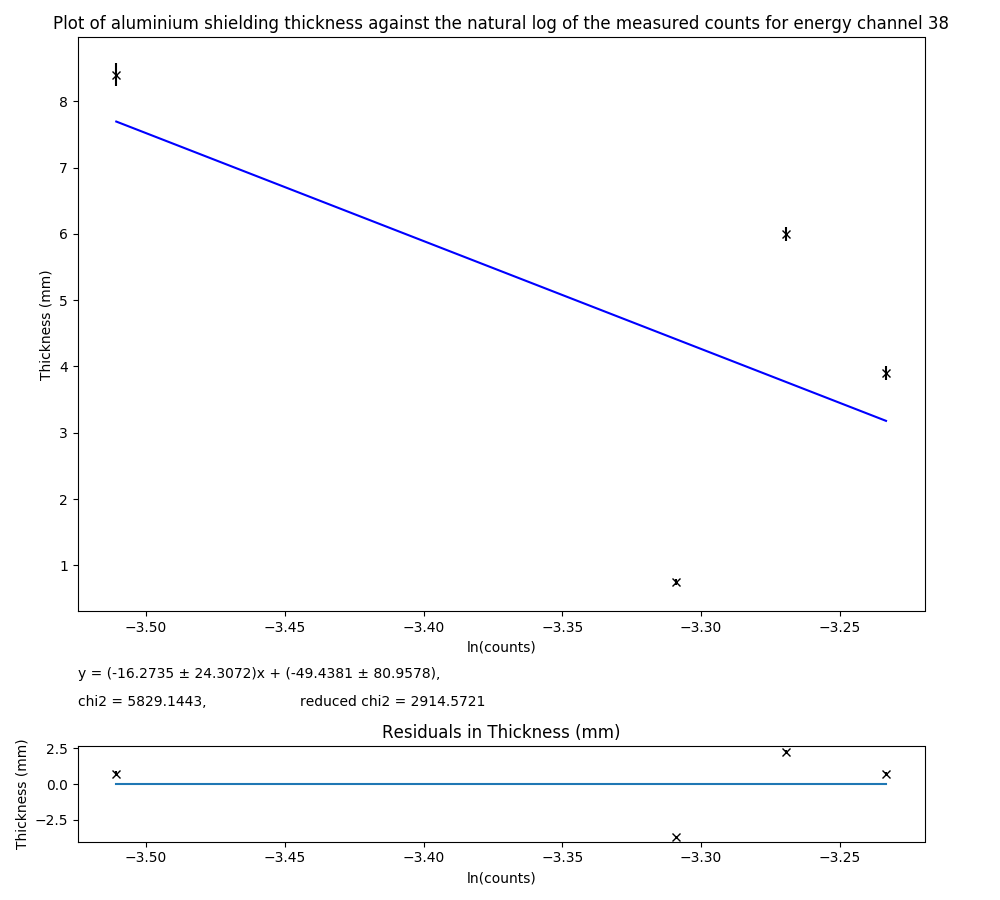 Plot of aluminium shielding thickness against the natural log of the measured counts for energy channel 38
Thickness (mm)
8
7
6
5
4
3
2
1
−3.50 −3.45 −3.40 −3.35 −3.30 −3.25
ln(counts)
y = (-16.2735 ± 24.3072)x + (-49.4381 ± 80.9578),
chi2 = 5829.1443, reduced chi2 = 2914.5721
Residuals in Thickness (mm)
Thickness (mm)
2.5
0.0
−2.5
−3.50 −3.45 −3.40 −3.35 −3.30 −3.25
ln(counts)